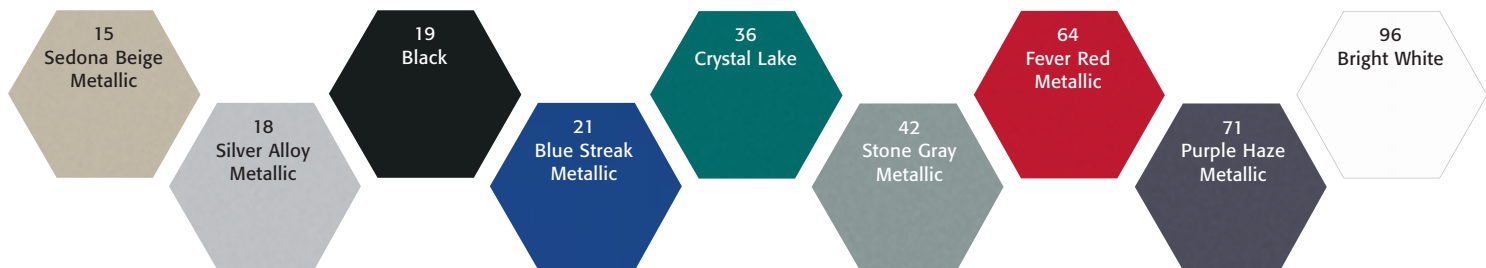 15
Sedona Beige
Metallic
18
Silver Alloy
Metallic
19
Black
21
Blue Streak
Metallic
36
Crystal Lake
42
Stone Gray
Metallic
64
Fever Red
Metallic
71
Purple Haze
Metallic
96
Bright White